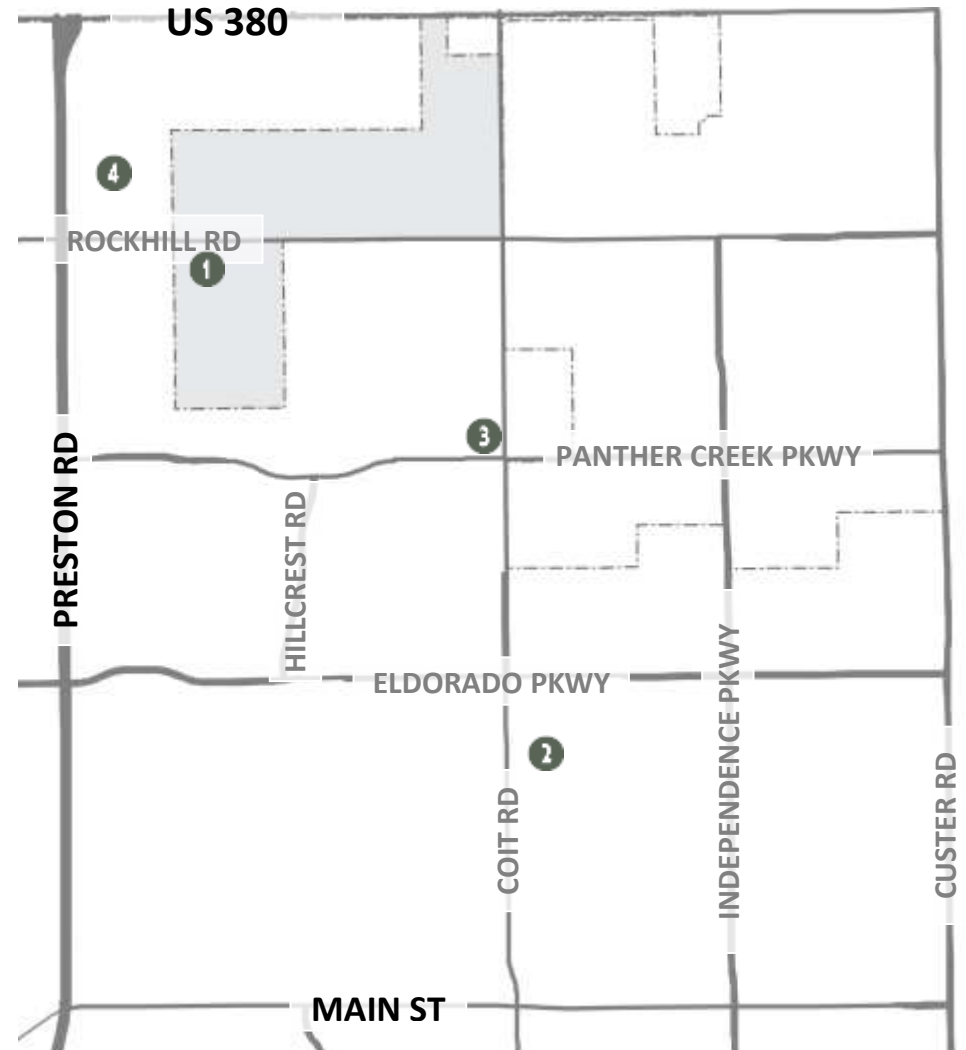 US 380
4
ROCKHILL RD
1
3
PANTHER CREEK PKWY
PRESTON RD
HILLCREST RD
ELDORADO PKWY
INDEPENDENCE PKWY
2
COIT RD
CUSTER RD
MAIN ST